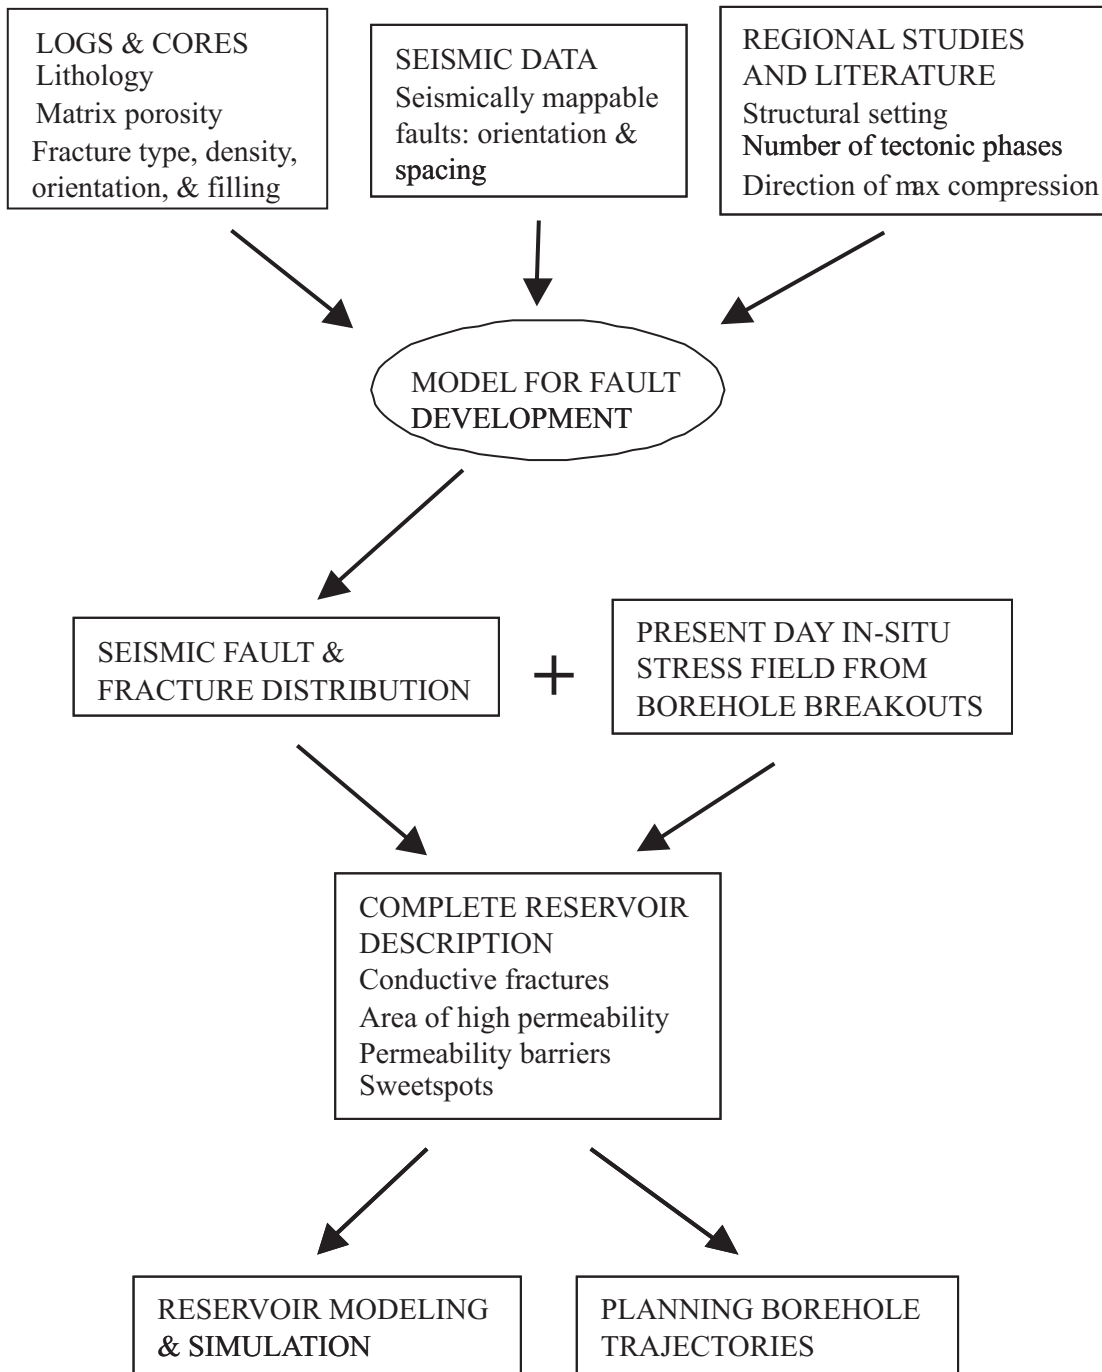 LOGS & CORES
Lithology
Matrix porosity
Fracture type, density,
orientation, & filling
SEISMIC DATA
Seismically mappable
faults: orientation &
spacing
REGIONAL STUDIES
AND LITERATURE
Structural setting
Number of tectonic phases
Direction of max compression
MODEL FOR FAULT
DEVELOPMENT
SEISMIC FAULT &
FRACTURE DISTRIBUTION
+
PRESENT DAY IN-SITU
STRESS FIELD FROM
BOREHOLE BREAKOUTS
COMPLETE RESERVOIR
DESCRIPTION
Conductive fractures
Area of high permeability
Permeability barriers
Sweetspots
RESERVOIR MODELING
& SIMULATION
PLANNING BOREHOLE
TRAJECTORIES